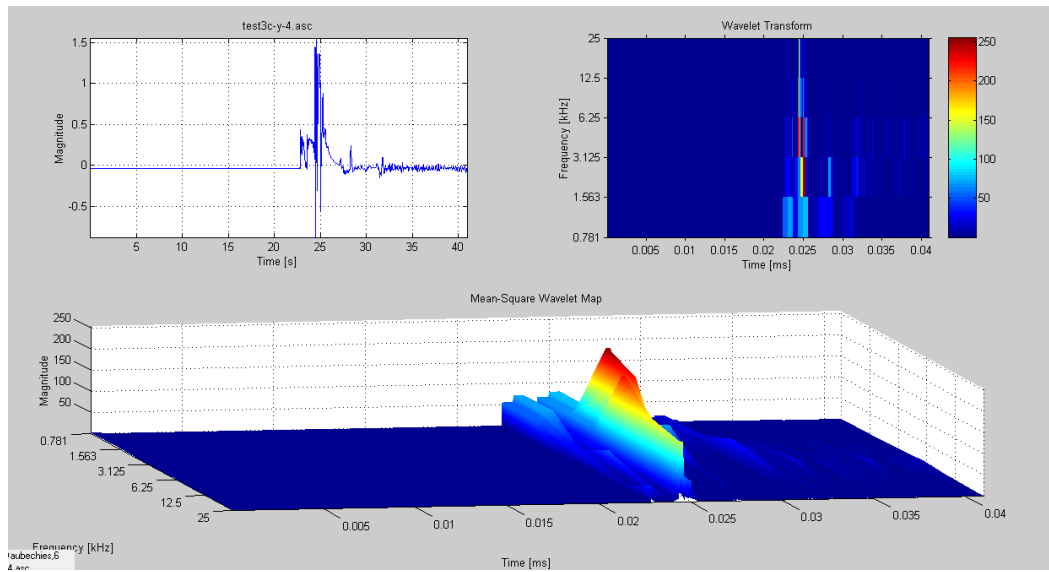 test3c-y-4.asc
1.5
1
0.5
0
-0.5
Magnitude
5 10 15 20 25 30 35 40
Time [s]
Wavelet Transform
25
12.5
6.25
3.125
1.563
0.781
Frequency [kHz]
0.005 0.01 0.015 0.02 0.025 0.03 0.035 0.04
Time [ms]
250
200
150
100
50
Mean-Square Wavelet Map
250
200
150
100
50
Magnitude
0.781
1.563
3.125
6.25
12.5
25
Frequency [kHz]
0.005 0.01 0.015 0.02 0.025 0.03 0.035 0.04
Time [ms]
aubechies,6
4.asc